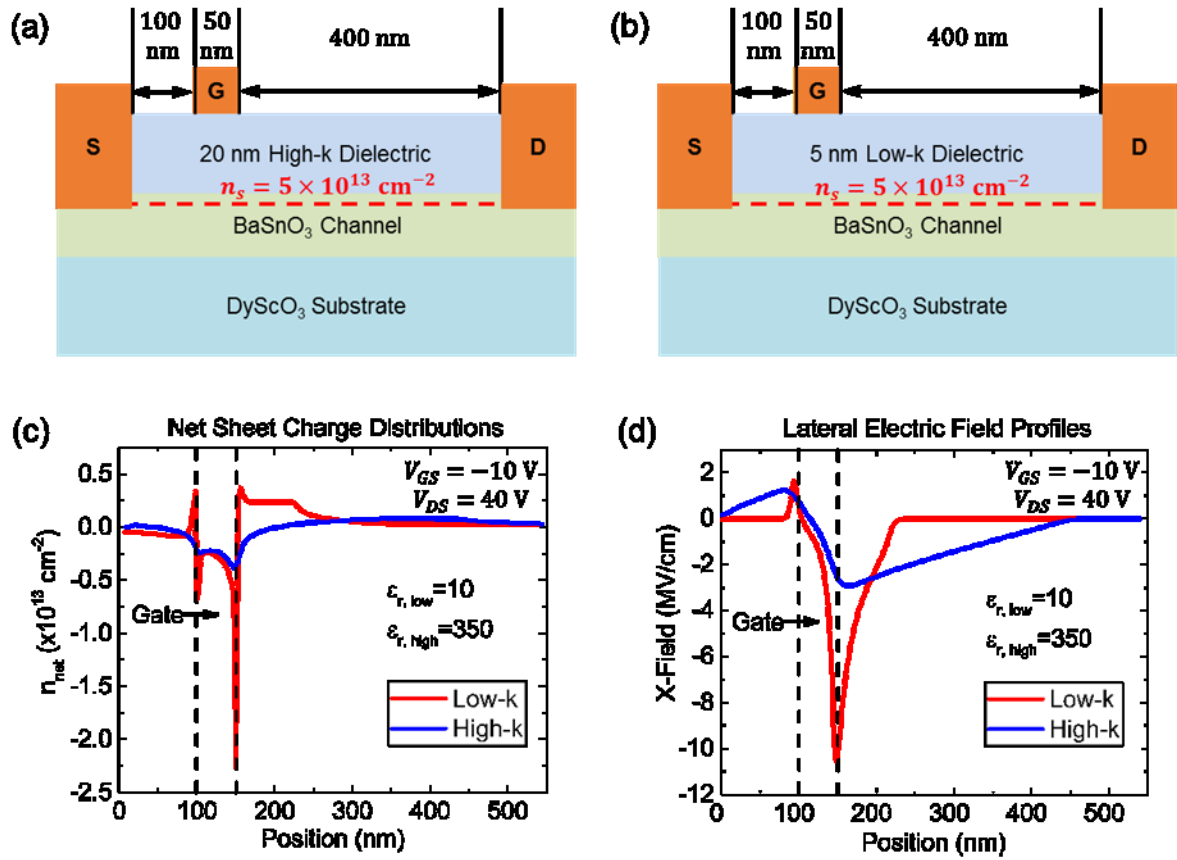 (a)
100
nm
50
nm
400 nm
G
S
D
20 nm High-k Dielectric
n_s = 5 × 10¹³ cm⁻²
BaSnO₃ Channel
DyScO₃ Substrate
(b)
100
nm
50
nm
400 nm
G
S
D
5 nm Low-k Dielectric
n_s = 5 × 10¹³ cm⁻²
BaSnO₃ Channel
DyScO₃ Substrate
(c)
Net Sheet Charge Distributions
V_GS = −10 V
V_DS = 40 V
ε_r, low=10
ε_r, high=350
Gate
Low-k
High-k
n_net (x10¹³ cm⁻²)
0.5
0.0
-0.5
-1.0
-1.5
-2.0
-2.5
0 100 200 300 400 500
Position (nm)
(d)
Lateral Electric Field Profiles
V_GS = −10 V
V_DS = 40 V
ε_r, low=10
ε_r, high=350
Gate
Low-k
High-k
X-Field (MV/cm)
2
0
-2
-4
-6
-8
-10
-12
0 100 200 300 400 500
Position (nm)